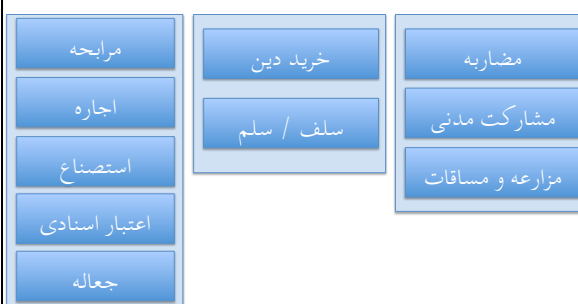 مضاربه
مشارکت مدنی
مزارعه و مساقات
خرید دین
سلف / سلم
مرابحه
اجاره
استصناع
اعتبار اسنادی
جعاله